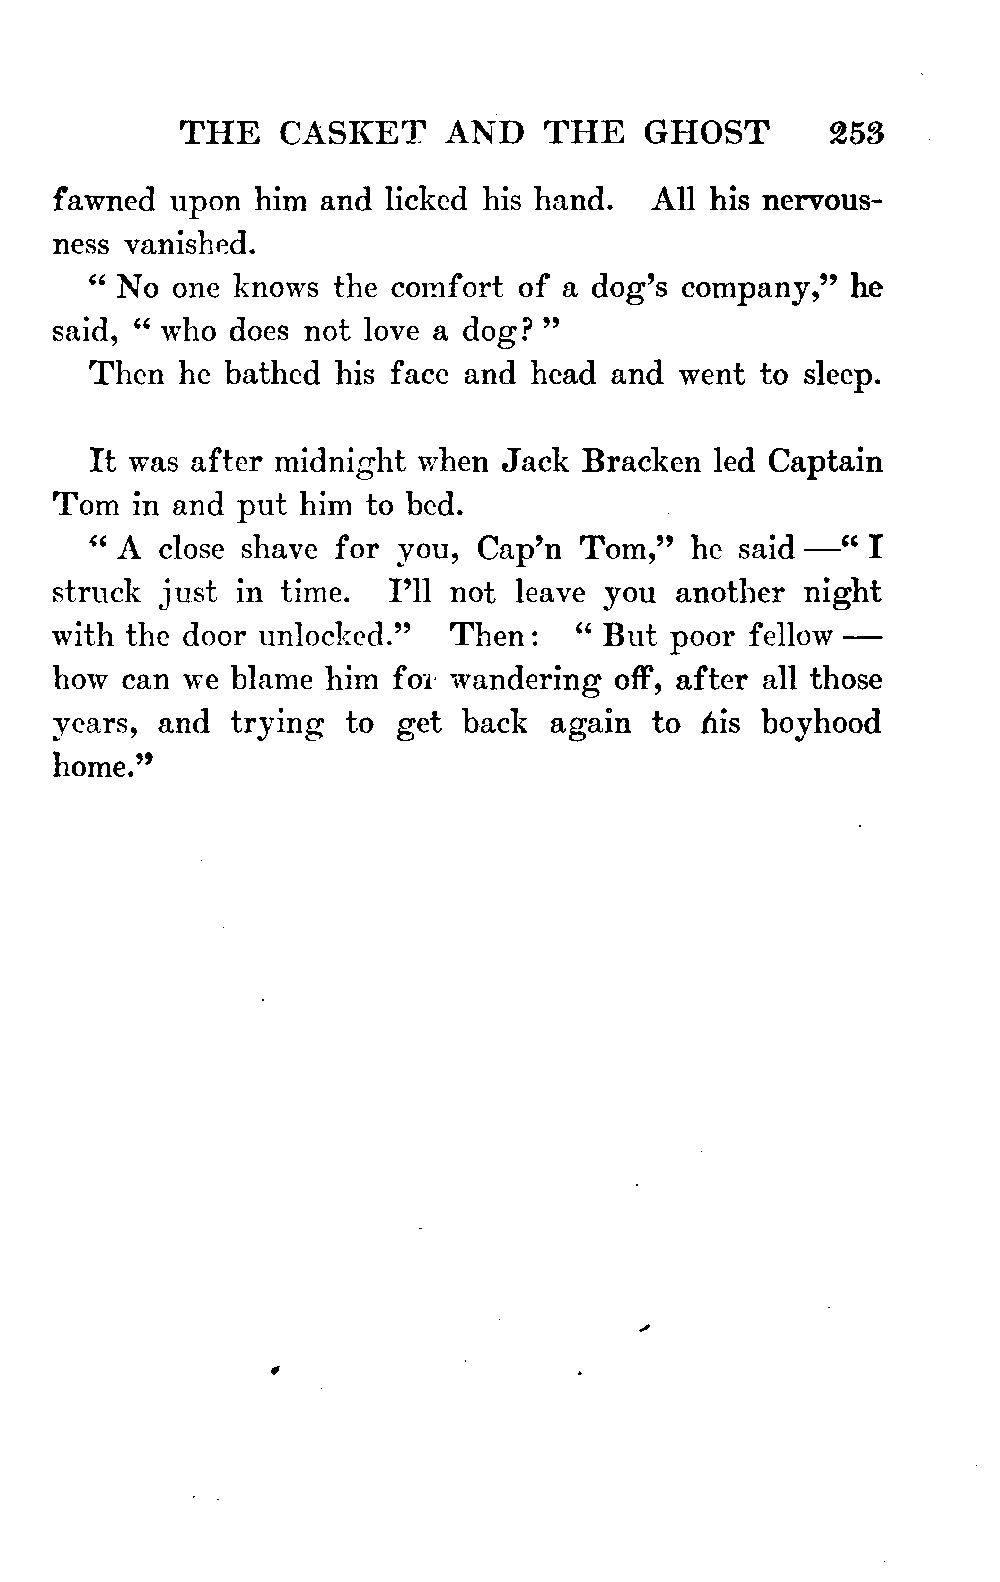 THE CASKET AND THE GHOST 253
fawned upon him and licked his hand. All his nervous-
ness vanished.
“ No one knows the comfort of a dog’s company,” he
said, “ who does not love a dog? ”
Then he bathed his face and head and went to sleep.
It was after midnight when Jack Bracken led Captain
Tom in and put him to bed.
“ A close shave for you, Cap’n Tom,” he said —“ I
struck just in time. I’ll not leave you another night
with the door unlocked.” Then: “ But poor fellow —
how can we blame him for wandering off, after all those
years, and trying to get back again to his boyhood
home.”